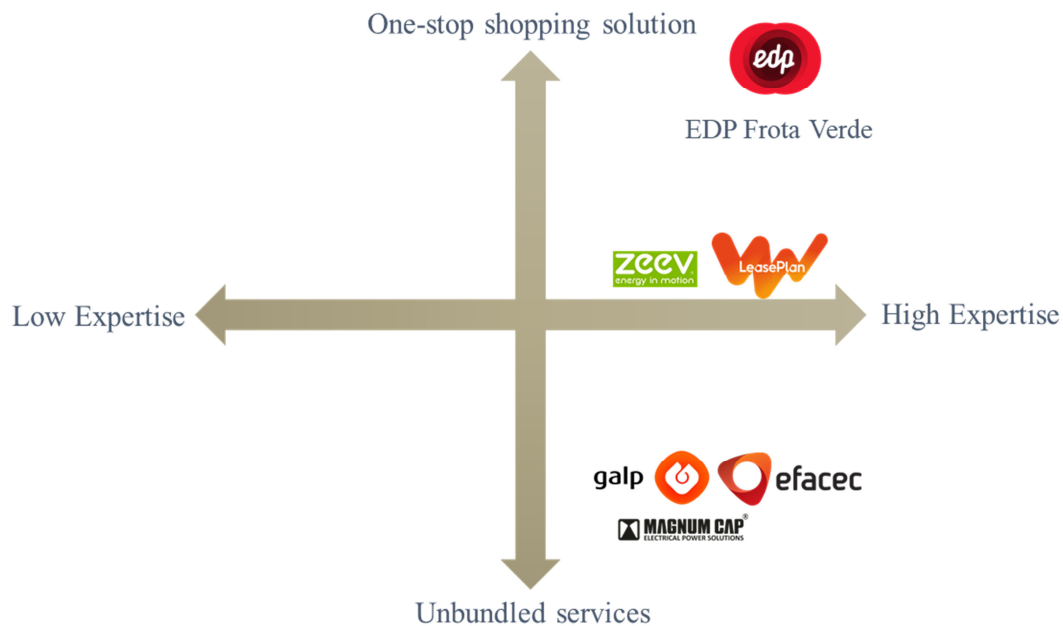 One-stop shopping solution
edp
EDP Frota Verde
zeev
energy in motion
LeasePlan
Low Expertise
High Expertise
galp
efacec
MAGNUM CAP®
ELECTRICAL POWER SOLUTIONS
Unbundled services